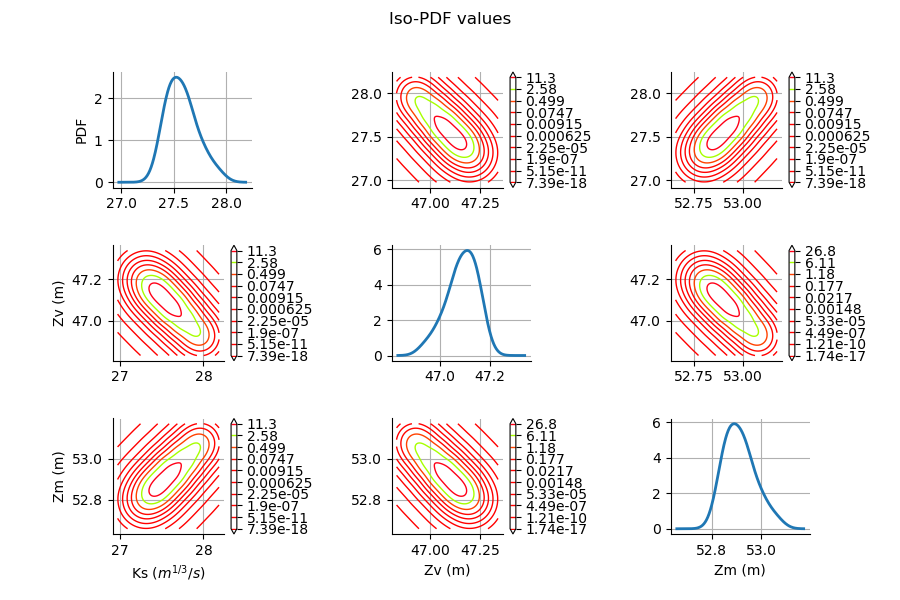 Iso-PDF values
PDF
2
1
0
27.0 27.5 28.0
28.0
27.5
27.0
47.00 47.25
11.3
2.58
0.499
0.0747
0.00915
0.000625
2.25e-05
1.9e-07
5.15e-11
7.39e-18
28.0
27.5
27.0
52.75 53.00
11.3
2.58
0.499
0.0747
0.00915
0.000625
2.25e-05
1.9e-07
5.15e-11
7.39e-18
Zv (m)
47.2
47.0
27 28
11.3
2.58
0.499
0.0747
0.00915
0.000625
2.25e-05
1.9e-07
5.15e-11
7.39e-18
6
4
2
0
47.0 47.2
47.2
47.0
52.75 53.00
26.8
6.11
1.18
0.177
0.0217
0.00148
5.33e-05
4.49e-07
1.21e-10
1.74e-17
Zm (m)
53.0
52.8
27 28
Ks (m^{1/3}/s)
11.3
2.58
0.499
0.0747
0.00915
0.000625
2.25e-05
1.9e-07
5.15e-11
7.39e-18
53.0
52.8
47.00 47.25
Zv (m)
26.8
6.11
1.18
0.177
0.0217
0.00148
5.33e-05
4.49e-07
1.21e-10
1.74e-17
6
4
2
0
52.8 53.0
Zm (m)